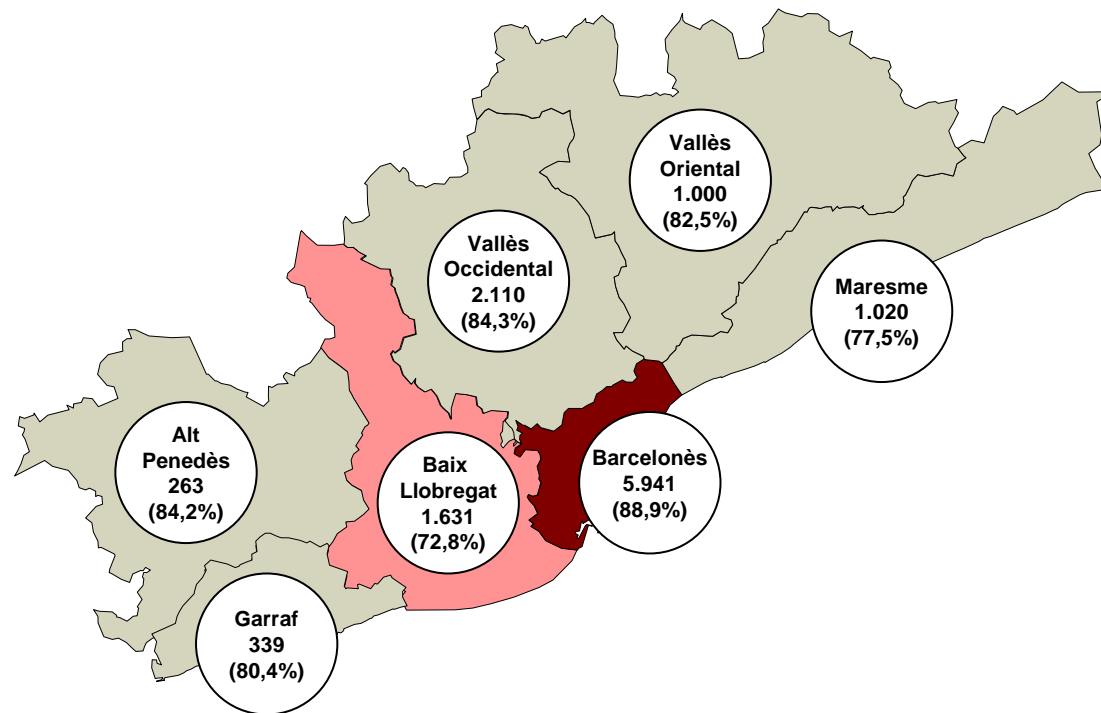 Vallès
Oriental
1.000
(82,5%)
Vallès
Occidental
2.110
(84,3%)
Maresme
1.020
(77,5%)
Alt
Penedès
263
(84,2%)
Baix
Llobregat
1.631
(72,8%)
Barcelonès
5.941
(88,9%)
Garraf
339
(80,4%)